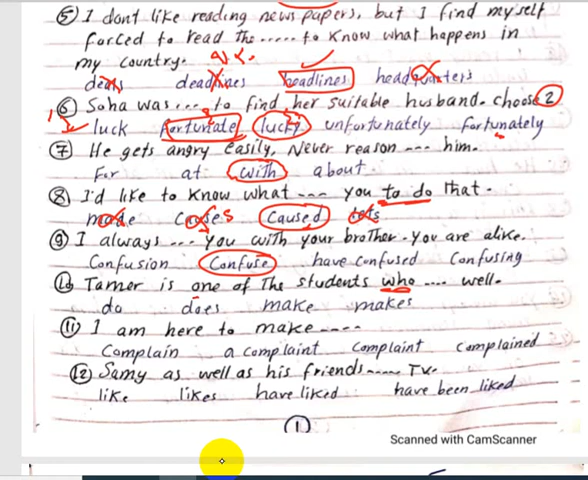 ⑤ I dont like reading news papers, but I find my self
forced to read the ...... to know what happens in
my country.
deals deadlines headlines headquarters
⑥ Soha was .... to find her suitable husband. choose 2
luck fortunate lucky unfortunately fortunately
⑦ He gets angry easily, Never reason --- him.
For at with about
⑧ I'd like to know what --- you to do that.
made causes caused lets
⑨ I always --- you with your brother. you are alike.
Confusion Confuse have confused Confusing
⑩ Tamer is one of the students who .... well.
do does make makes
⑪ I am here to make ----
Complain a complaint complaint complained
⑫ Samy as well as his friends ..... TV.
like likes have liked have been liked
①
Scanned with CamScanner